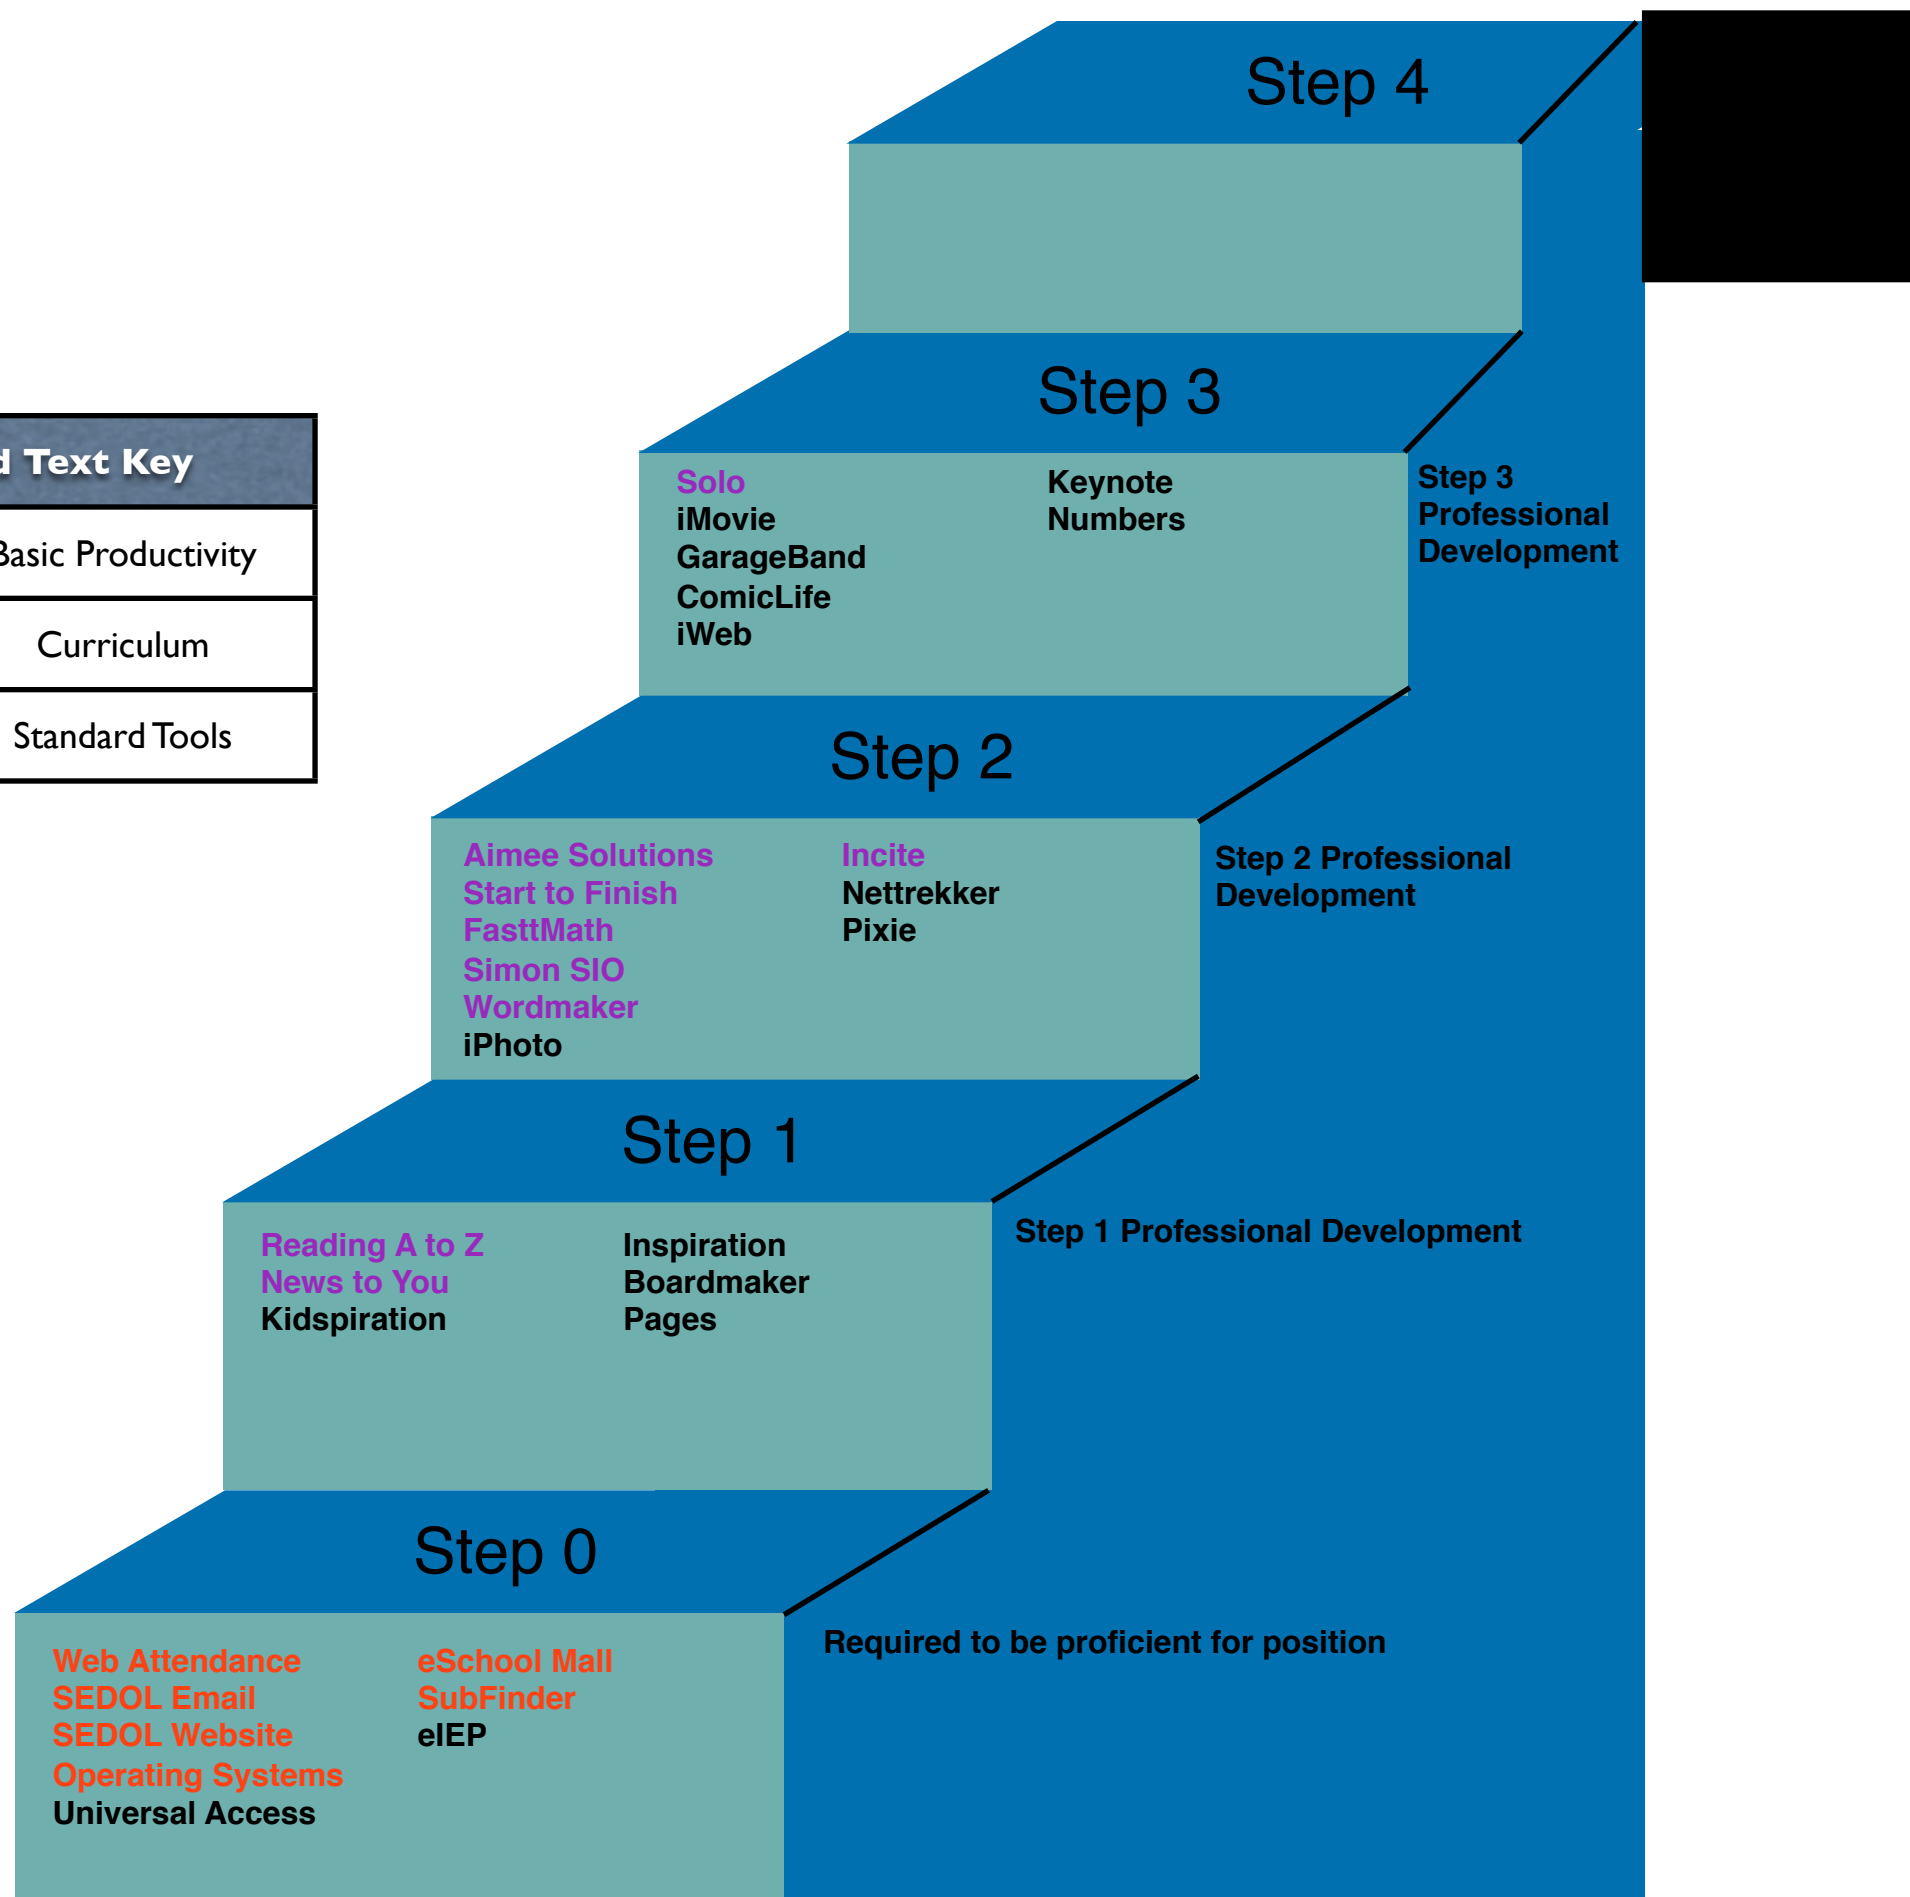 Step 4
Step 3
Solo
iMovie
GarageBand
ComicLife
iWeb
Keynote
Numbers
Step 3
Professional
Development
Text Key
Basic Productivity
Curriculum
Standard Tools
Step 2
Aimee Solutions
Start to Finish
FasttMath
Simon SIO
Wordmaker
iPhoto
Incite
Nettrekker
Pixie
Step 2 Professional
Development
Step 1
Reading A to Z
News to You
Kidspiration
Inspiration
Boardmaker
Pages
Step 1 Professional Development
Step 0
Web Attendance
SEDOL Email
SEDOL Website
Operating Systems
Universal Access
eSchool Mall
SubFinder
eIEP
Required to be proficient for position